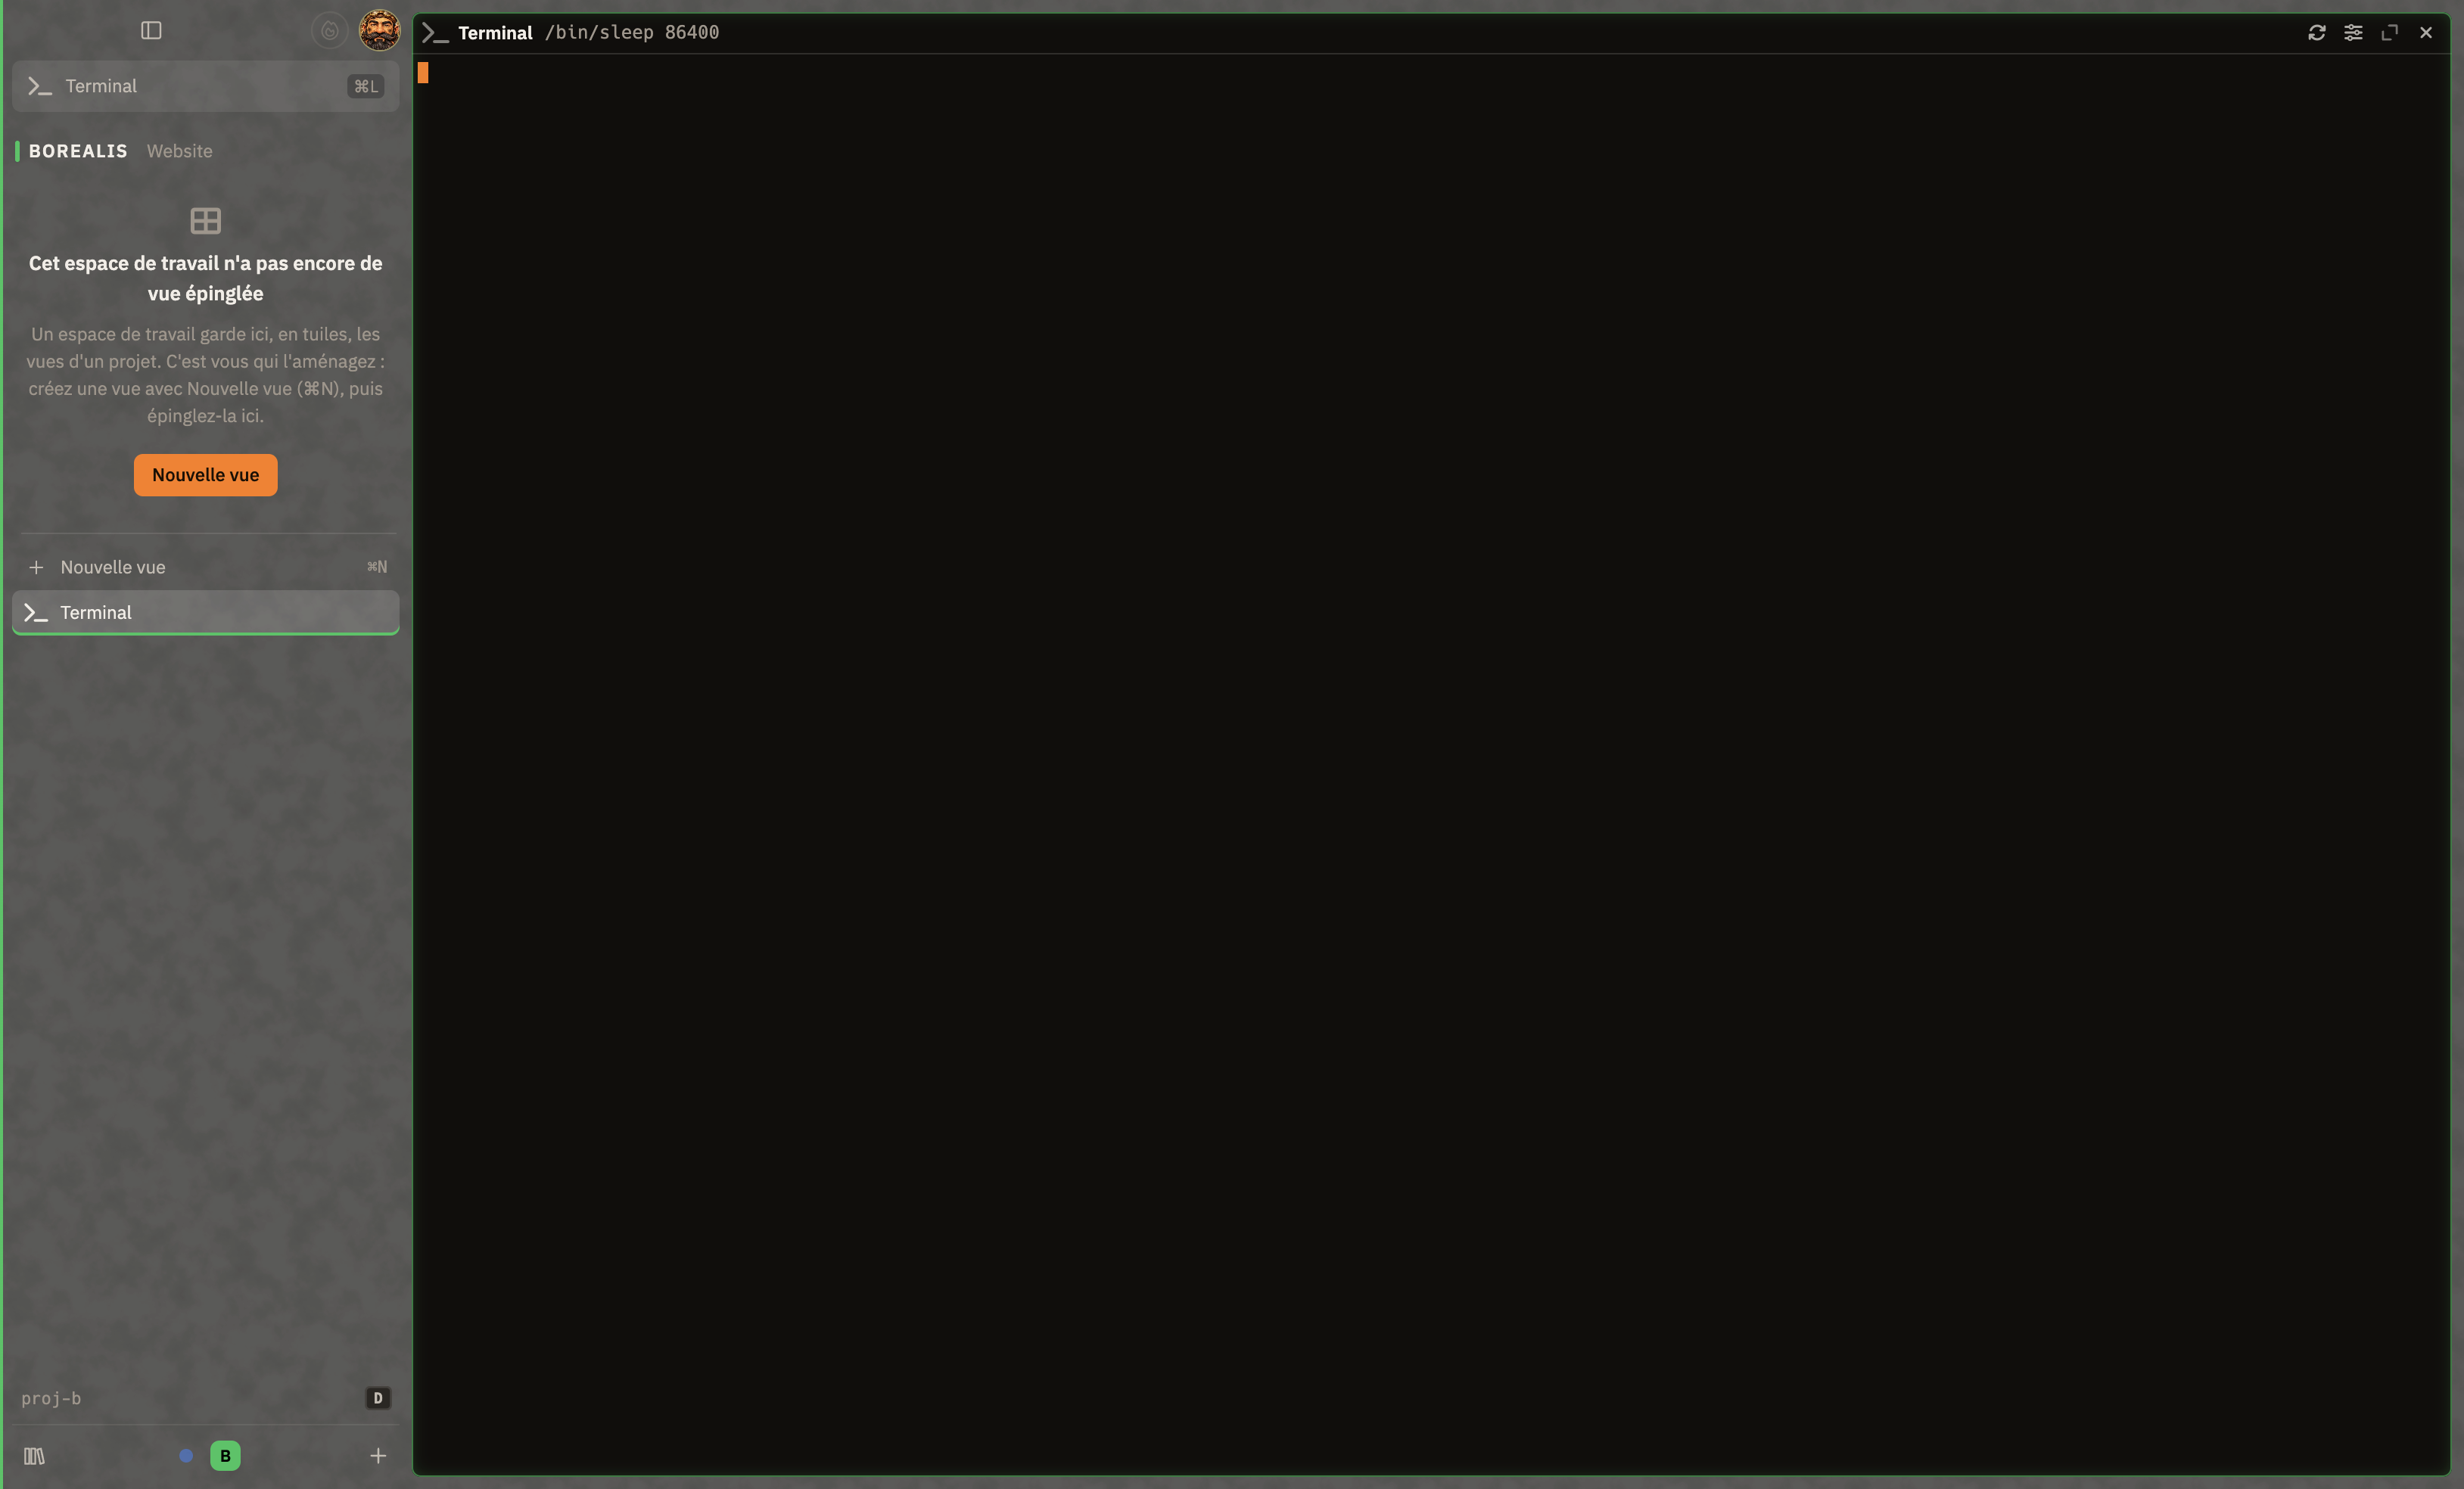 Terminal /bin/sleep 86400
Terminal ⌘L
BOREALIS Website
Cet espace de travail n'a pas encore de
vue épinglée
Un espace de travail garde ici, en tuiles, les
vues d'un projet. C'est vous qui l'aménagez :
créez une vue avec Nouvelle vue (⌘N), puis
épinglez-la ici.
Nouvelle vue
Nouvelle vue ⌘N
Terminal
proj-b D
B